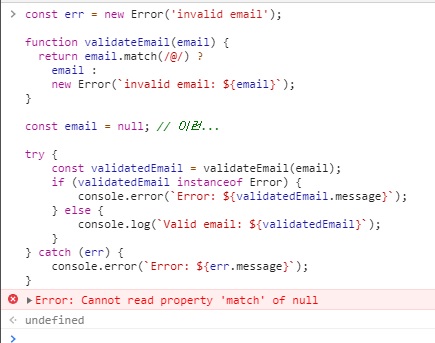 > const err = new Error('invalid email');

function validateEmail(email) {
  return email.match(/@/) ?
    email :
    new Error(`invalid email: ${email}`);
}

const email = null; // 이런...

try {
    const validatedEmail = validateEmail(email);
    if (validatedEmail instanceof Error) {
        console.error(`Error: ${validatedEmail.message}`);
    } else {
        console.log(`Valid email: ${validatedEmail}`);
    }
} catch (err) {
    console.error(`Error: ${err.message}`);
}
▶Error: Cannot read property 'match' of null
undefined